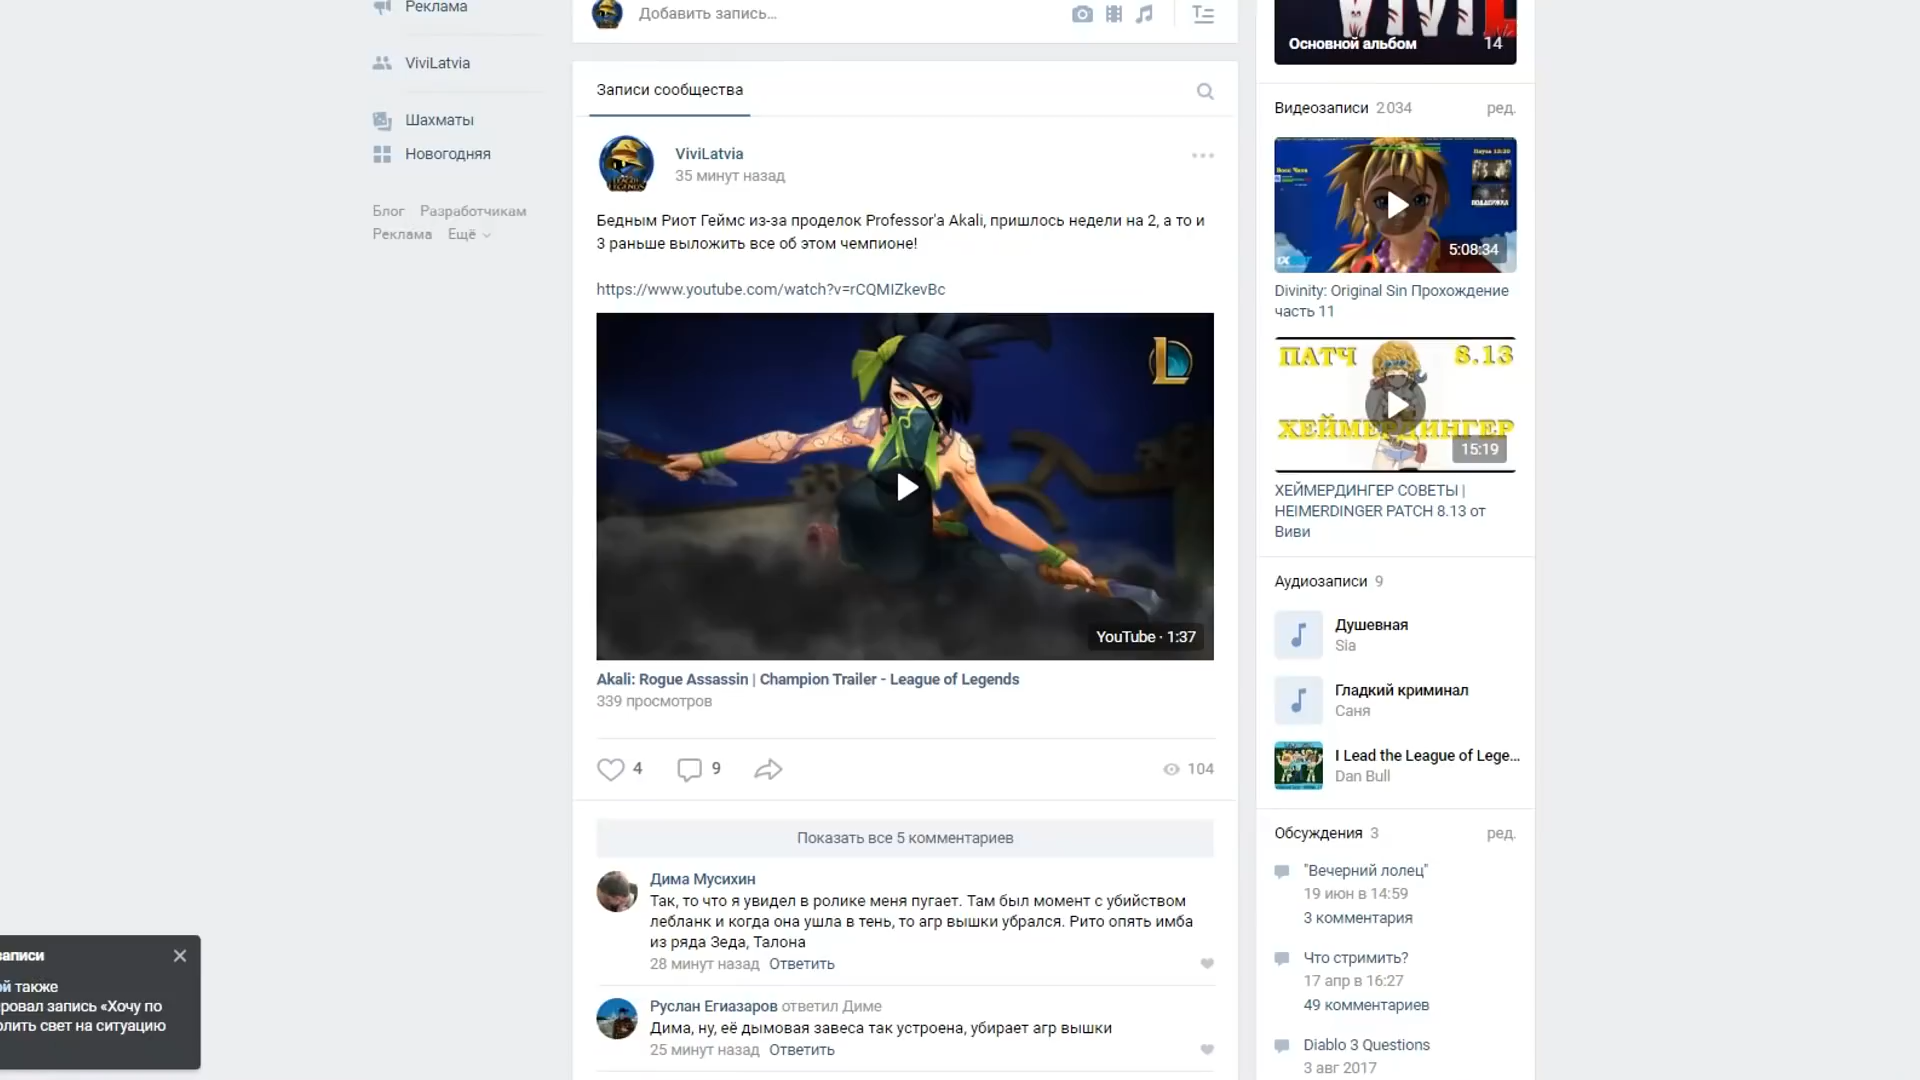 Реклама
ViviLatvia
Шахматы
Новогодняя
Блог Разработчикам
Реклама Ещё
Добавить запись...
Записи сообщества
ViviLatvia
35 минут назад
Бедным Риот Геймс из-за проделок Professor'a Akali, пришлось недели на 2, а то и
3 раньше выложить все об этом чемпионе!
https://www.youtube.com/watch?v=rCQMIZkevBc
YouTube · 1:37
Akali: Rogue Assassin | Champion Trailer - League of Legends
339 просмотров
4 9 104
Показать все 5 комментариев
Дима Мусихин
Так, то что я увидел в ролике меня пугает. Там был момент с убийством
лебланк и когда она ушла в тень, то агр вышки убрался. Рито опять имба
из ряда Зеда, Талона
28 минут назад Ответить
Руслан Егиазаров ответил Диме
Дима, ну, её дымовая завеса так устроена, убирает агр вышки
25 минут назад Ответить
Основной альбом 14
Видеозаписи 2 034 ред.
ПОДДЕРЖКА
5:08:34
Divinity: Original Sin Прохождение
часть 11
ПАТЧ 8.13
ХЕЙМЕРДИНГЕР
15:19
ХЕЙМЕРДИНГЕР СОВЕТЫ |
HEIMERDINGER PATCH 8.13 от
Виви
Аудиозаписи 9
Душевная
Sia
Гладкий криминал
Саня
I Lead the League of Lege...
Dan Bull
Обсуждения 3 ред.
"Вечерний лолец"
19 июн в 14:59
3 комментария
Что стримить?
17 апр в 16:27
49 комментариев
Diablo 3 Questions
3 авг 2017
записи
ой также
ировал запись «Хочу по
олить свет на ситуацию